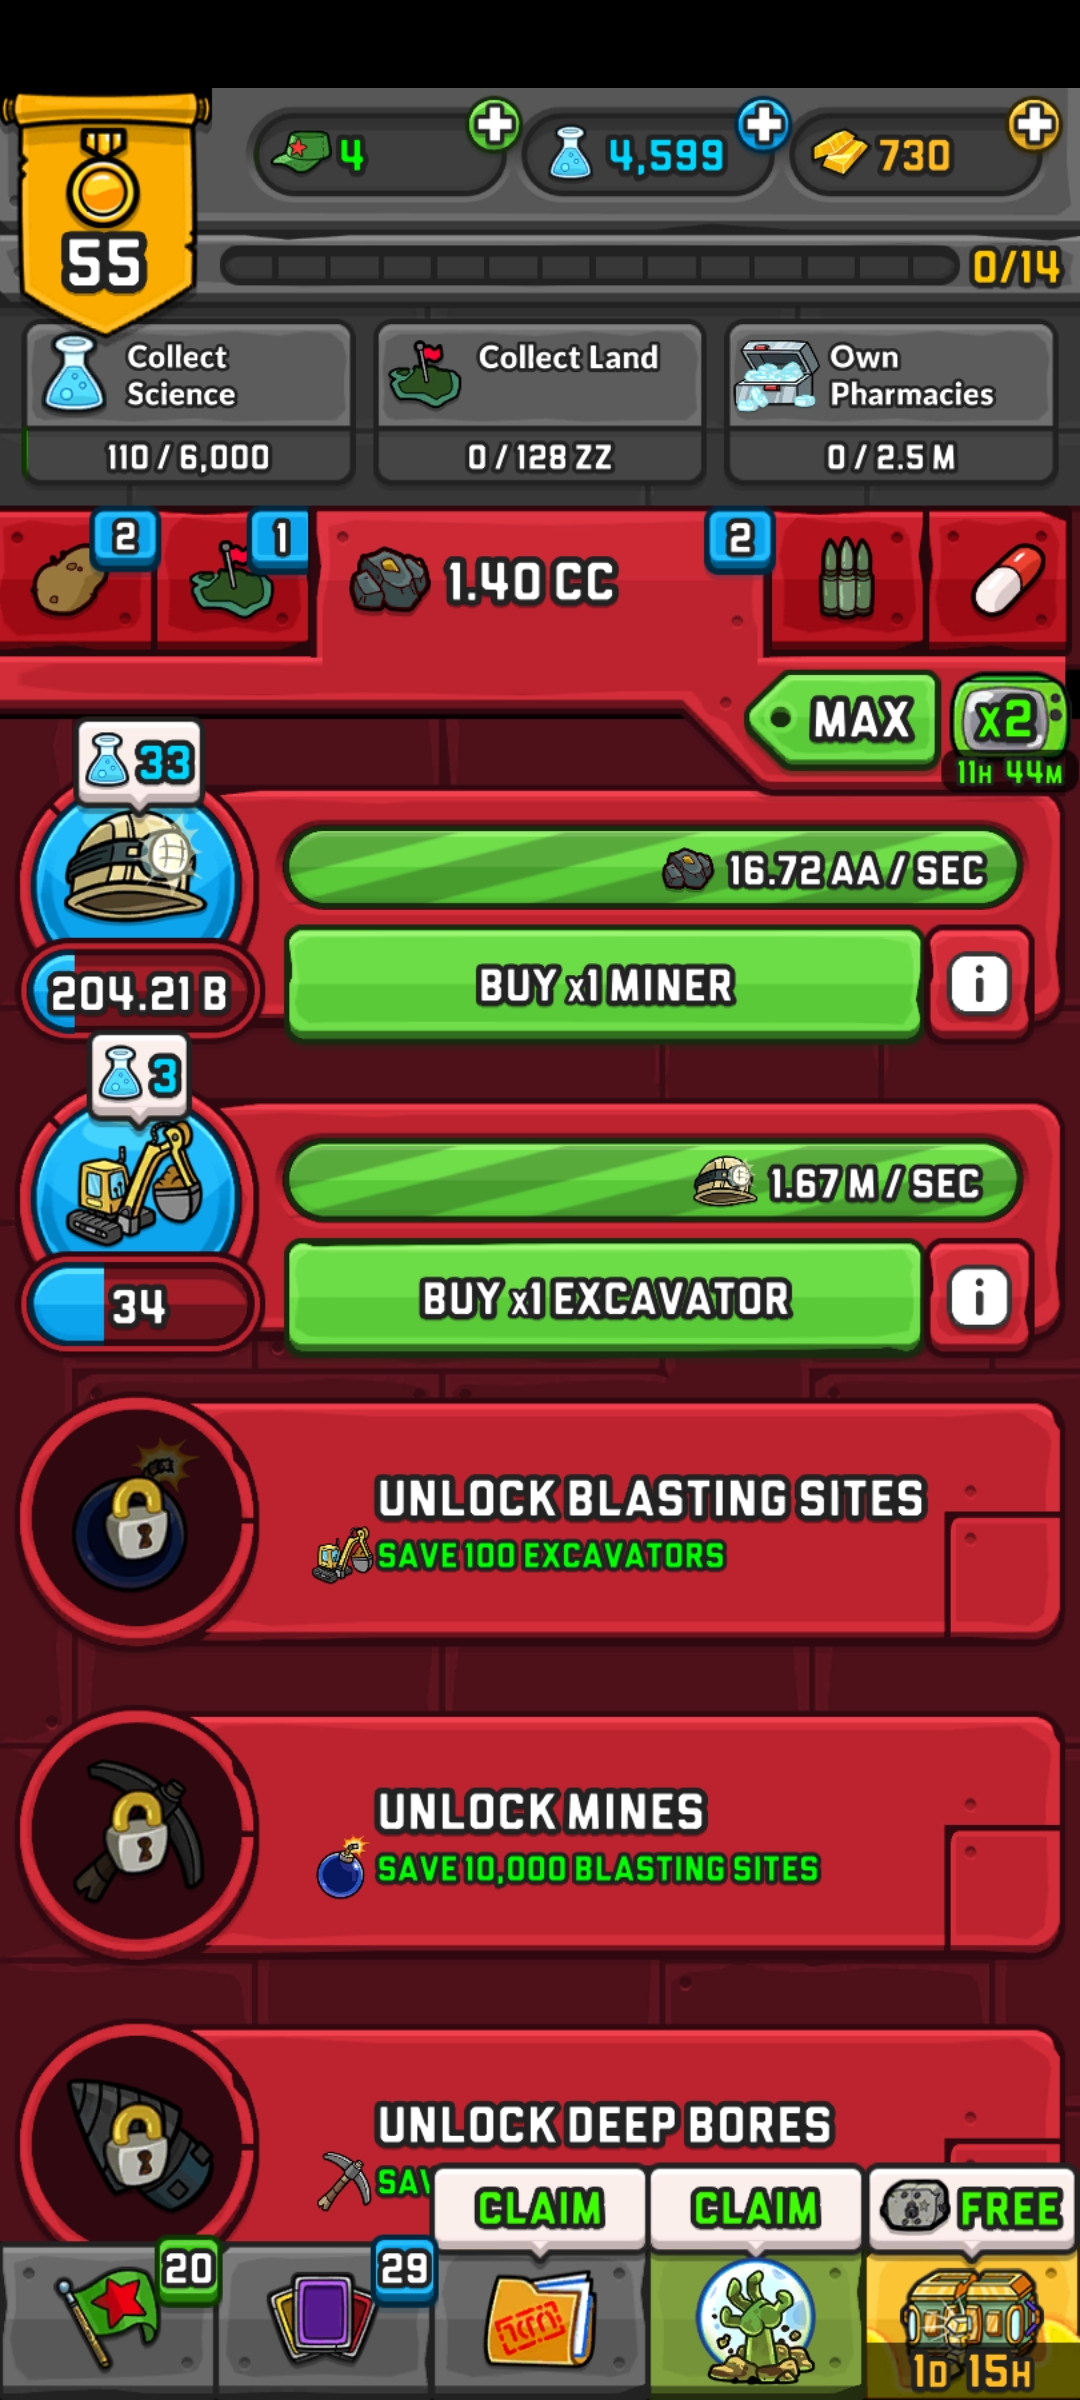 4
4,599
730
55
0/14
Collect
Science
110 / 6,000
Collect Land
0 / 128 ZZ
Own
Pharmacies
0 / 2.5 M
2
1
1.40 CC
2
MAX
x2
11H 44M
33
16.72 AA / SEC
204.21 B
BUY x1 MINER
i
3
1.67 M / SEC
34
BUY x1 EXCAVATOR
i
UNLOCK BLASTING SITES
SAVE 100 EXCAVATORS
UNLOCK MINES
SAVE 10,000 BLASTING SITES
UNLOCK DEEP BORES
CLAIM
CLAIM
FREE
20
29
1D 15H